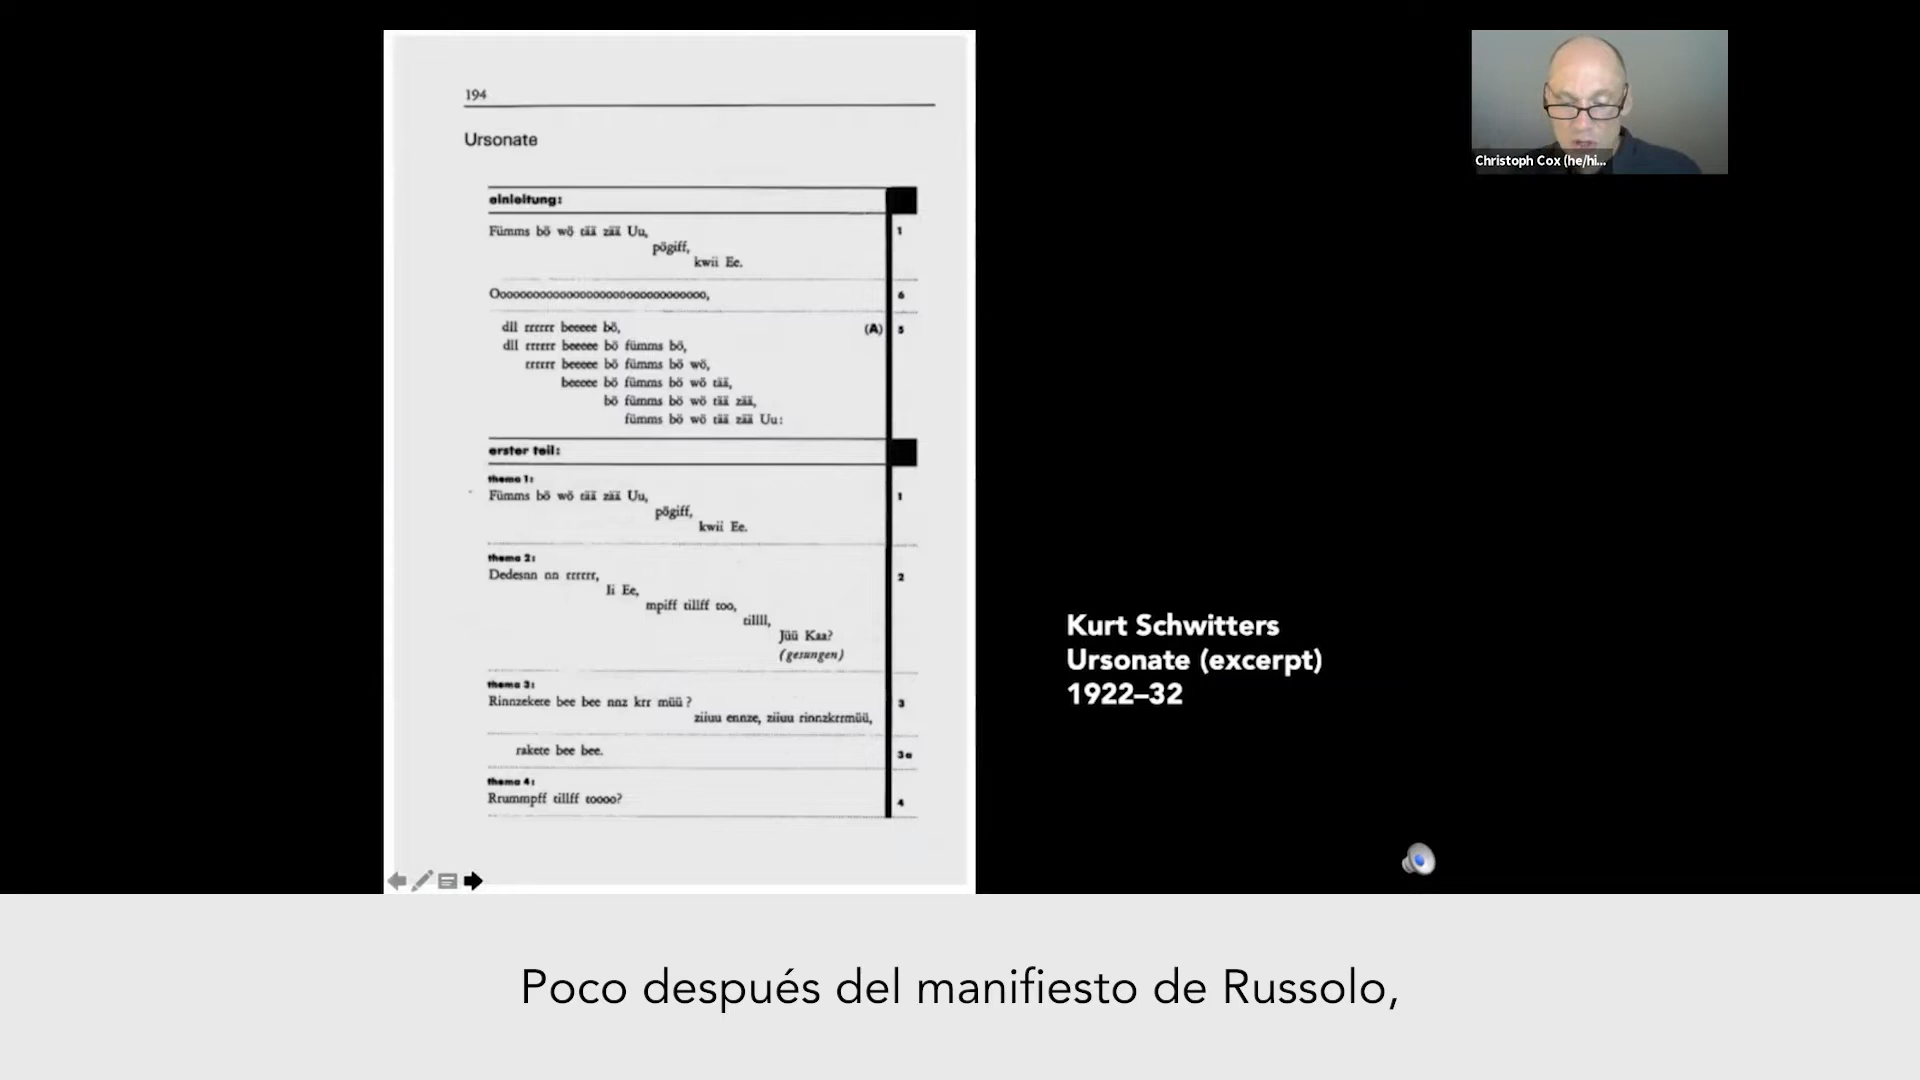 194
Ursonate
einleitung:
Fümms bö wö tää zää Uu,
1
pögiff,
kwii Ee.
Oooooooooooooooooooooooooooooooo,
6
dll rrrrrr beeeee bö,
(A) 5
dll rrrrrr beeeee bö fümms bö,
rrrrrr beeeee bö fümms bö wö,
beeeee bö fümms bö wö tää,
bö fümms bö wö tää zää,
fümms bö wö tää zää Uu:
erster teil:
thema 1:
Fümms bö wö tää zää Uu,
1
pögiff,
kwii Ee.
thema 2:
Dedesnn nn rrrrrr,
2
Ii Ee,
mpiff tillff too,
tillll,
Jüü Kaa?
(gesungen)
thema 3:
Rinnzekete bee bee nnz krr müü?
3
ziiuu ennze, ziiuu rinnzkrrmüü,
rakete bee bee.
3a
thema 4:
Rrummpff tillff toooo?
4
Christoph Cox (he/hi...
Kurt Schwitters
Ursonate (excerpt)
1922–32
Poco después del manifiesto de Russolo,